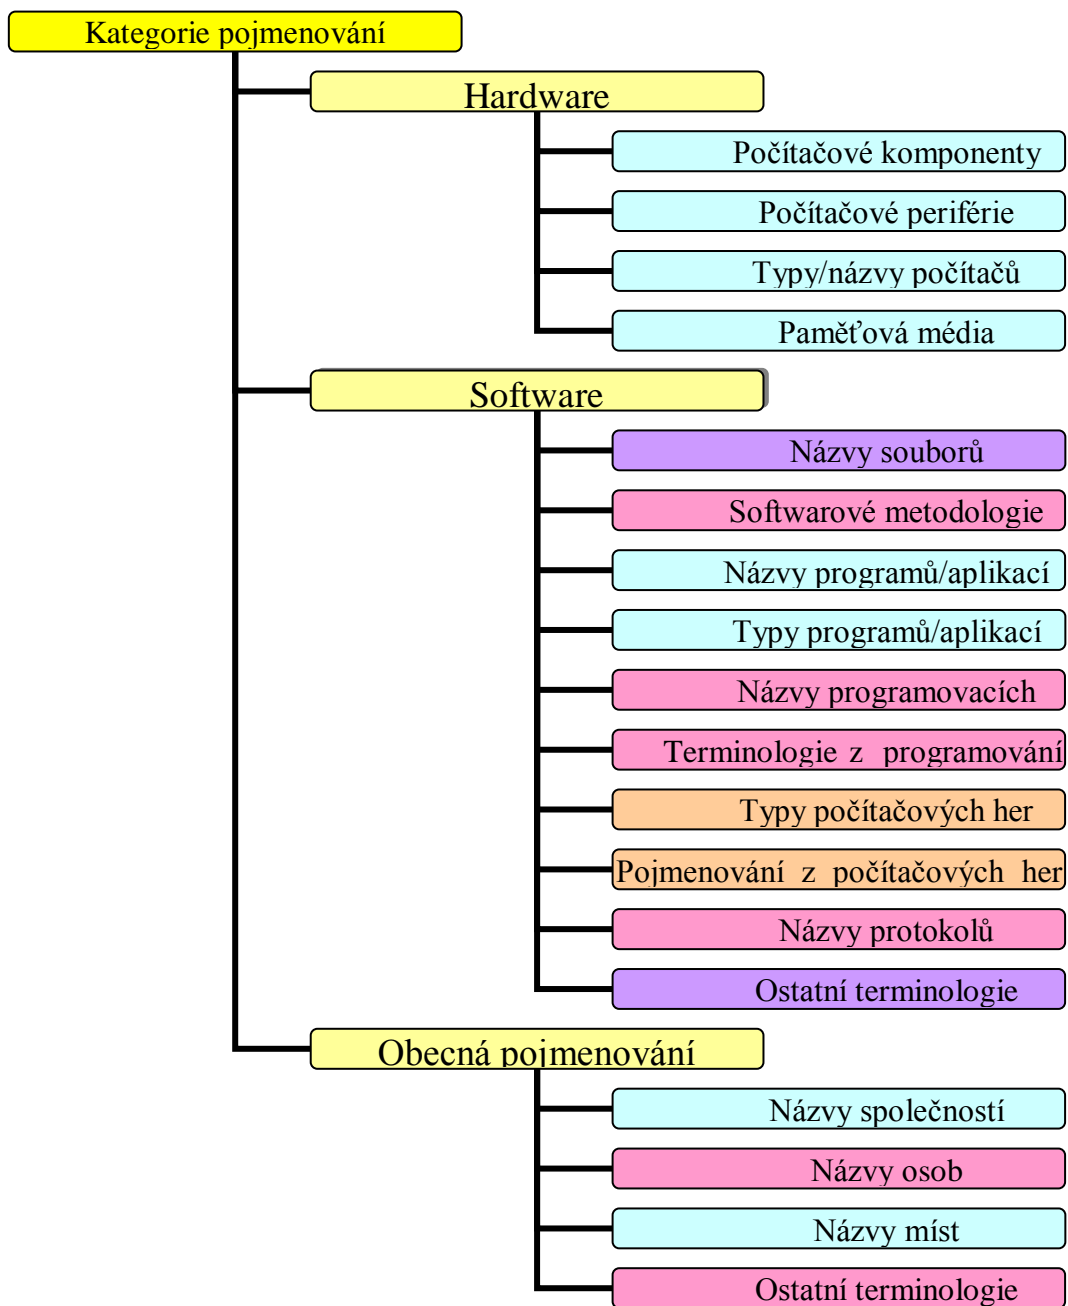 Kategorie pojmenování
Hardware
Počítačové komponenty
Počítačové periférie
Typy/názvy počítačů
Paměťová média
Software
Názvy souborů
Softwarové metodologie
Názvy programů/aplikací
Typy programů/aplikací
Názvy programovacích
Terminologie z programování
Typy počítačových her
Pojmenování z počítačových her
Názvy protokolů
Ostatní terminologie
Obecná pojmenování
Názvy společností
Názvy osob
Názvy míst
Ostatní terminologie